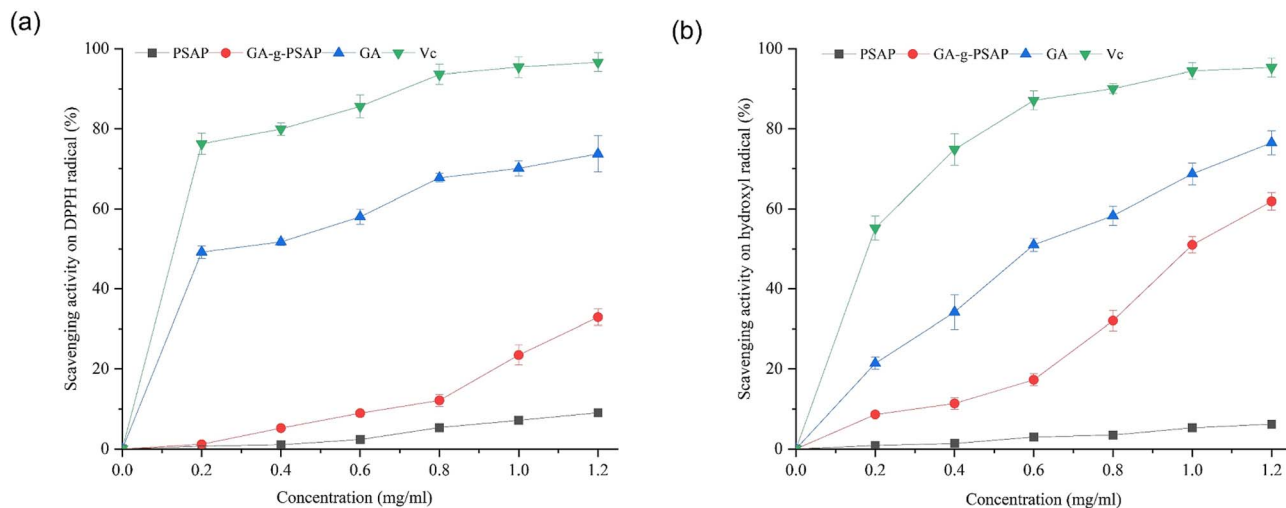 (a)
PSAP GA-g-PSAP GA Vc
100
80
60
40
20
0
Scavenging activity on DPPH radical (%)
0.0 0.2 0.4 0.6 0.8 1.0 1.2
Concentration (mg/ml)
(b)
PSAP GA-g-PSAP GA Vc
100
80
60
40
20
0
Scavenging activity on hydroxyl radical (%)
0.0 0.2 0.4 0.6 0.8 1.0 1.2
Concentration (mg/ml)